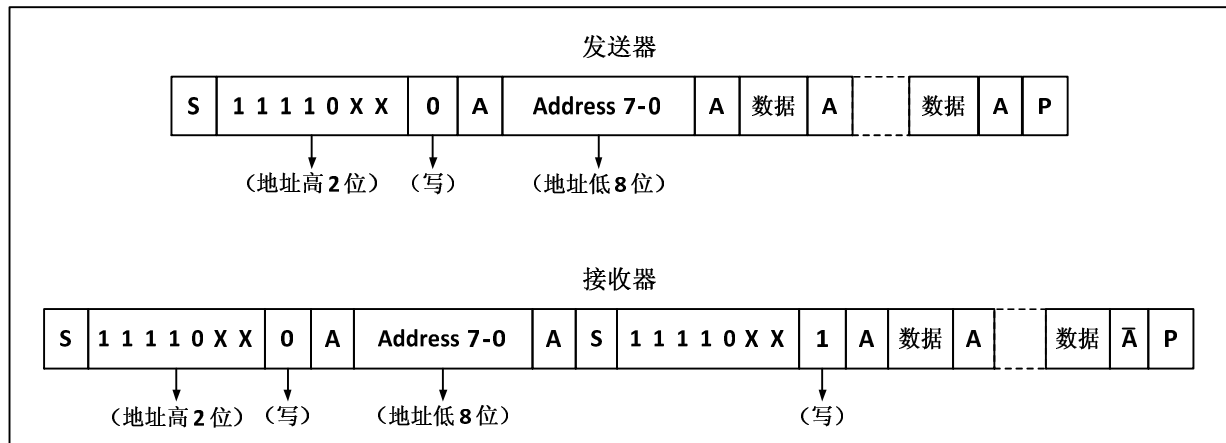 发送器
S 1 1 1 1 0 X X 0 A Address 7-0 A 数据 A 数据 A P
（地址高2位） （写） （地址低8位）
接收器
S 1 1 1 1 0 X X 0 A Address 7-0 A S 1 1 1 1 0 X X 1 A 数据 A 数据 A̅ P
（地址高2位） （写） （地址低8位） （写）